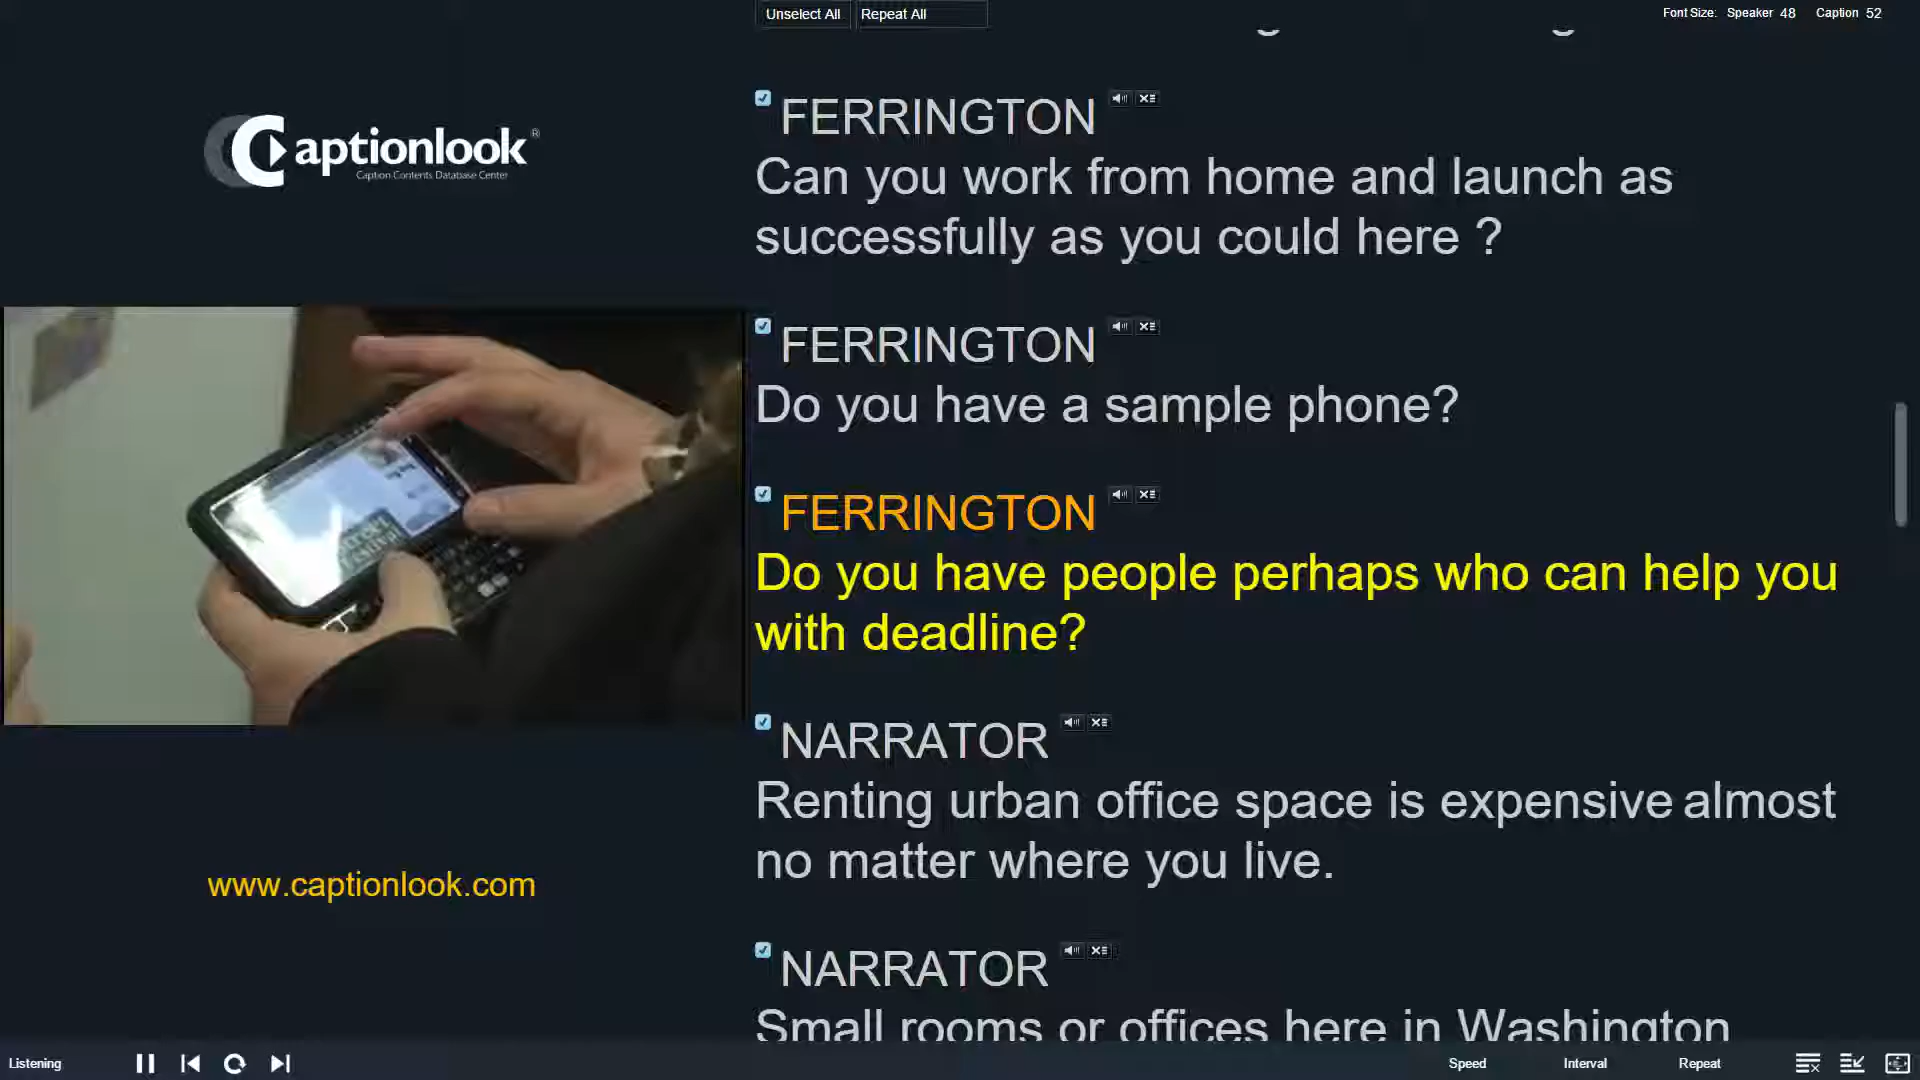 Unselect All
Repeat All
Font Size: Speaker 48 Caption 52
Captionlook®
Caption Contents Database Center
FERRINGTON
Can you work from home and launch as
successfully as you could here ?
FERRINGTON
Do you have a sample phone?
FERRINGTON
Do you have people perhaps who can help you
with deadline?
NARRATOR
Renting urban office space is expensive almost
no matter where you live.
NARRATOR
Small rooms or offices here in Washington
www.captionlook.com
Listening
Speed
Interval
Repeat